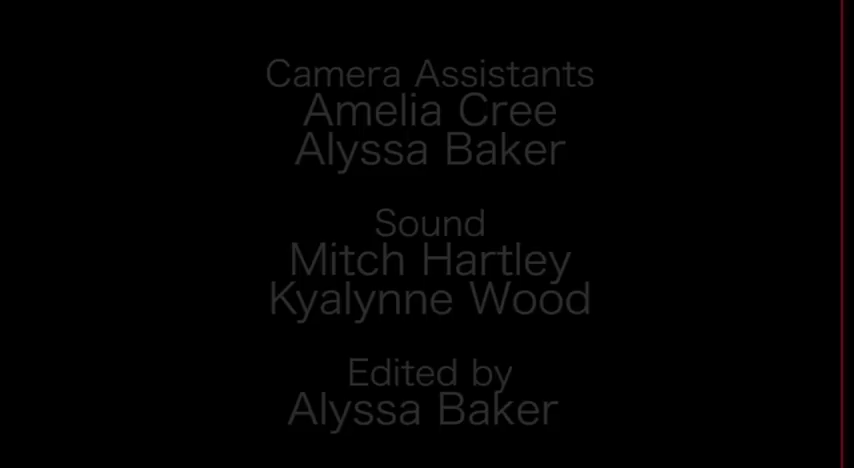 Camera Assistants
Amelia Cree
Alyssa Baker
Sound
Mitch Hartley
Kyalynne Wood
Edited by
Alyssa Baker